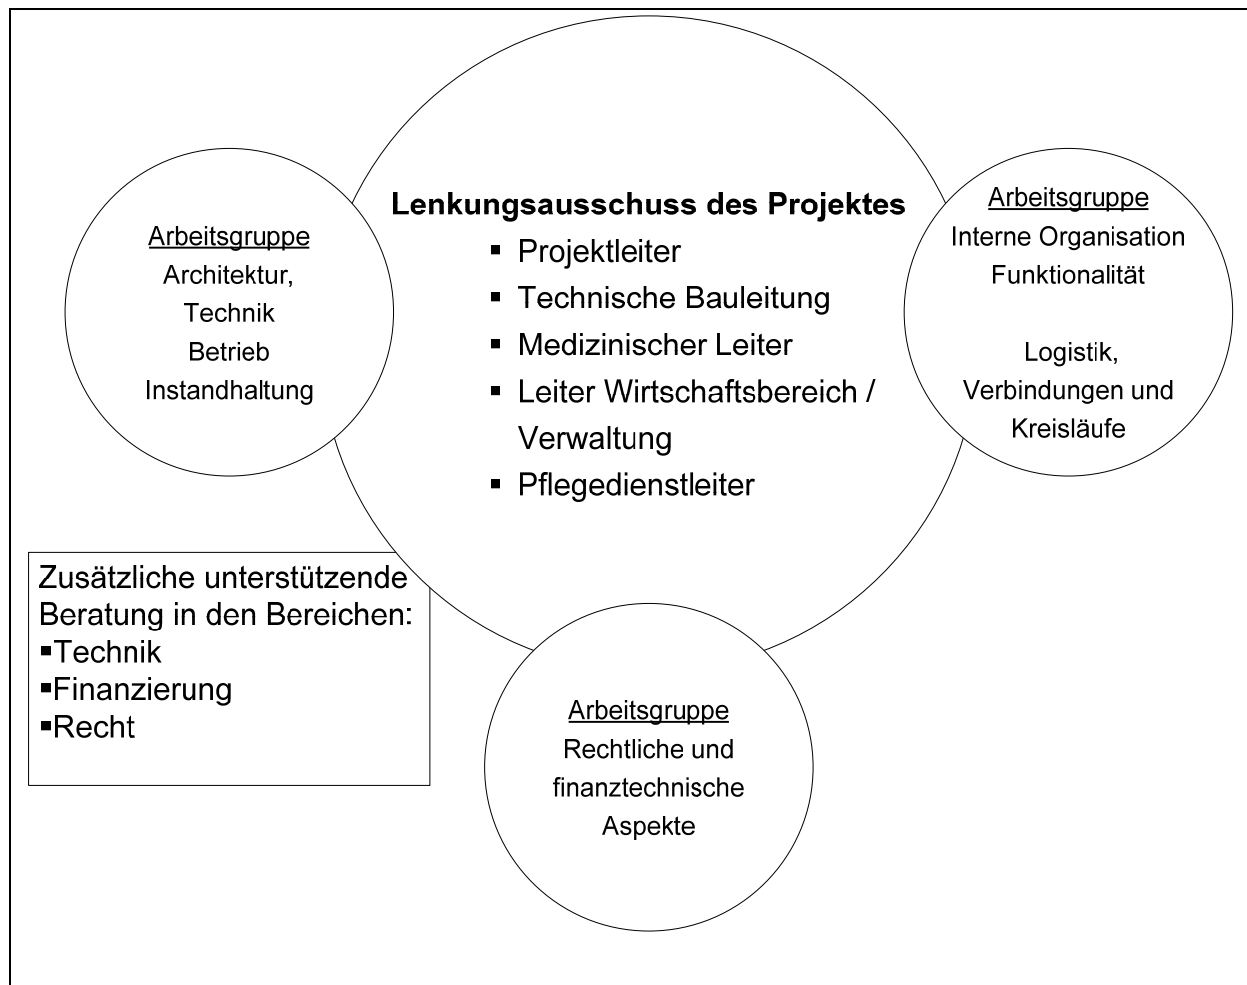 Lenkungsausschuss des Projektes
▪ Projektleiter
▪ Technische Bauleitung
▪ Medizinischer Leiter
▪ Leiter Wirtschaftsbereich /
Verwaltung
▪ Pflegedienstleiter
Arbeitsgruppe
Architektur,
Technik
Betrieb
Instandhaltung
Arbeitsgruppe
Interne Organisation
Funktionalität
Logistik,
Verbindungen und
Kreisläufe
Zusätzliche unterstützende
Beratung in den Bereichen:
▪Technik
▪Finanzierung
▪Recht
Arbeitsgruppe
Rechtliche und
finanztechnische
Aspekte